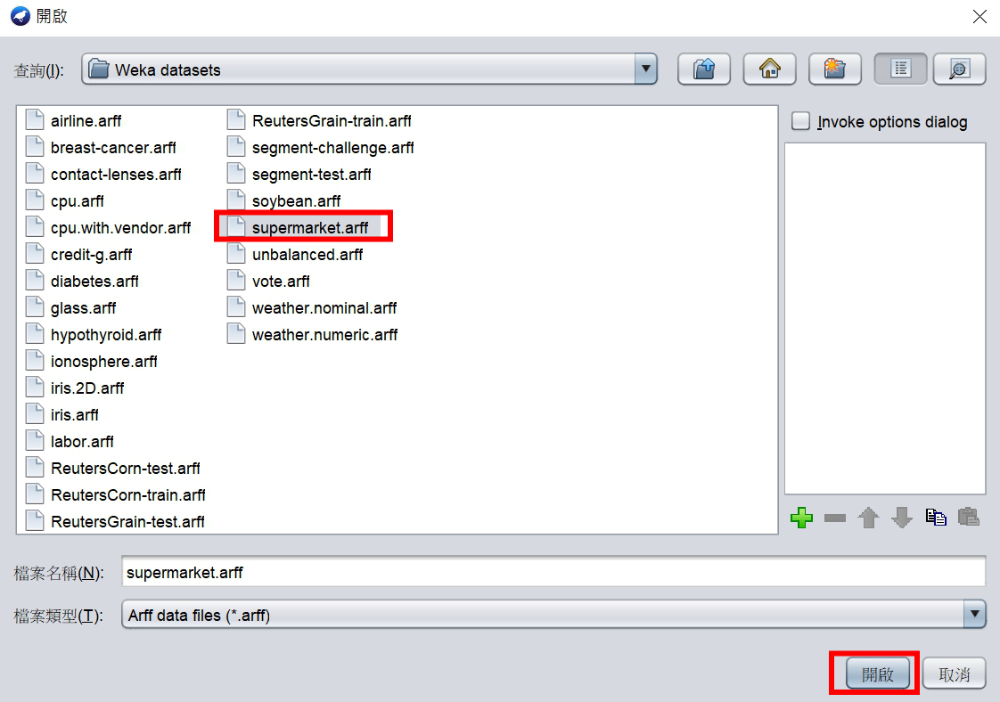 開啟
查詢(I):
Weka datasets
airline.arff
breast-cancer.arff
contact-lenses.arff
cpu.arff
cpu.with.vendor.arff
credit-g.arff
diabetes.arff
glass.arff
hypothyroid.arff
ionosphere.arff
iris.2D.arff
iris.arff
labor.arff
ReutersCorn-test.arff
ReutersCorn-train.arff
ReutersGrain-test.arff
ReutersGrain-train.arff
segment-challenge.arff
segment-test.arff
soybean.arff
supermarket.arff
unbalanced.arff
vote.arff
weather.nominal.arff
weather.numeric.arff
Invoke options dialog
檔案名稱(N):
supermarket.arff
檔案類型(T):
Arff data files (*.arff)
開啟
取消